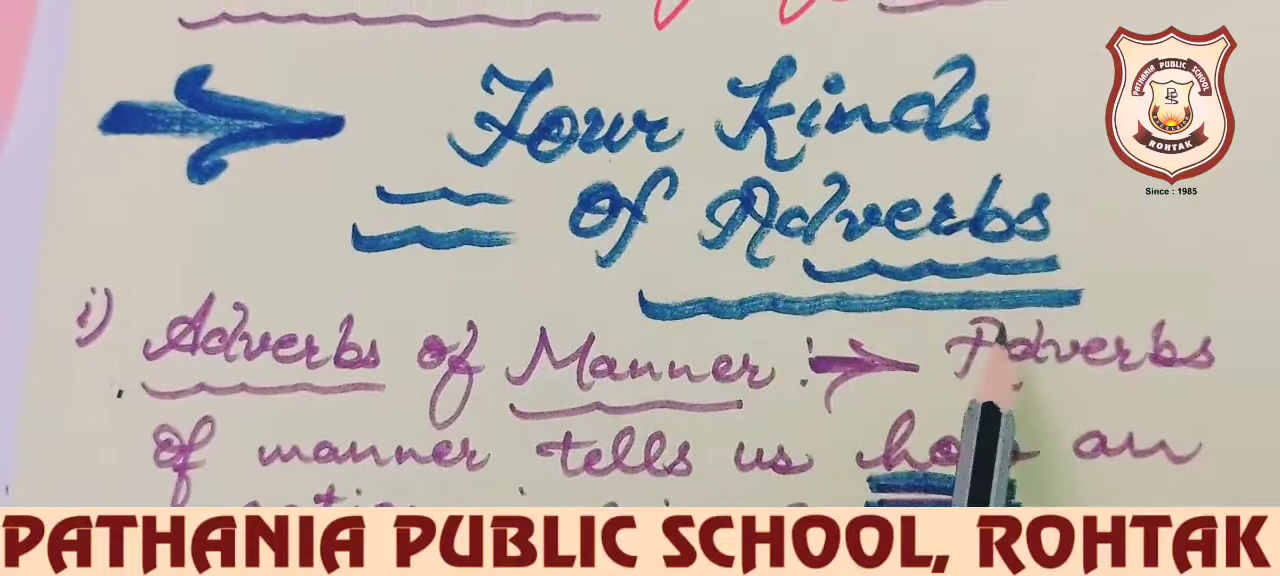 Four Kinds
of Adverbs
i) Adverbs of Manner :→ Adverbs
of manner tells us how an
PATHANIA PUBLIC SCHOOL
ROHTAK
Since : 1985
PATHANIA PUBLIC SCHOOL, ROHTAK